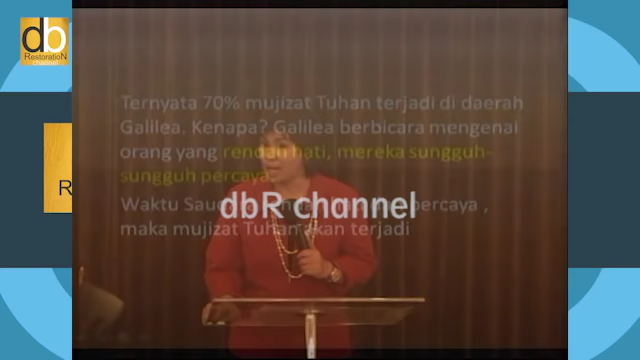 db
RestoratioN
Channel
Ternyata 70% mujizat Tuhan terjadi di daerah
Galilea. Kenapa? Galilea berbicara mengenai
orang yang rendah hati, mereka sungguh-
sungguh percaya.
R
dbR channel
Waktu percaya ,
maka mujizat Tuhan akan terjadi